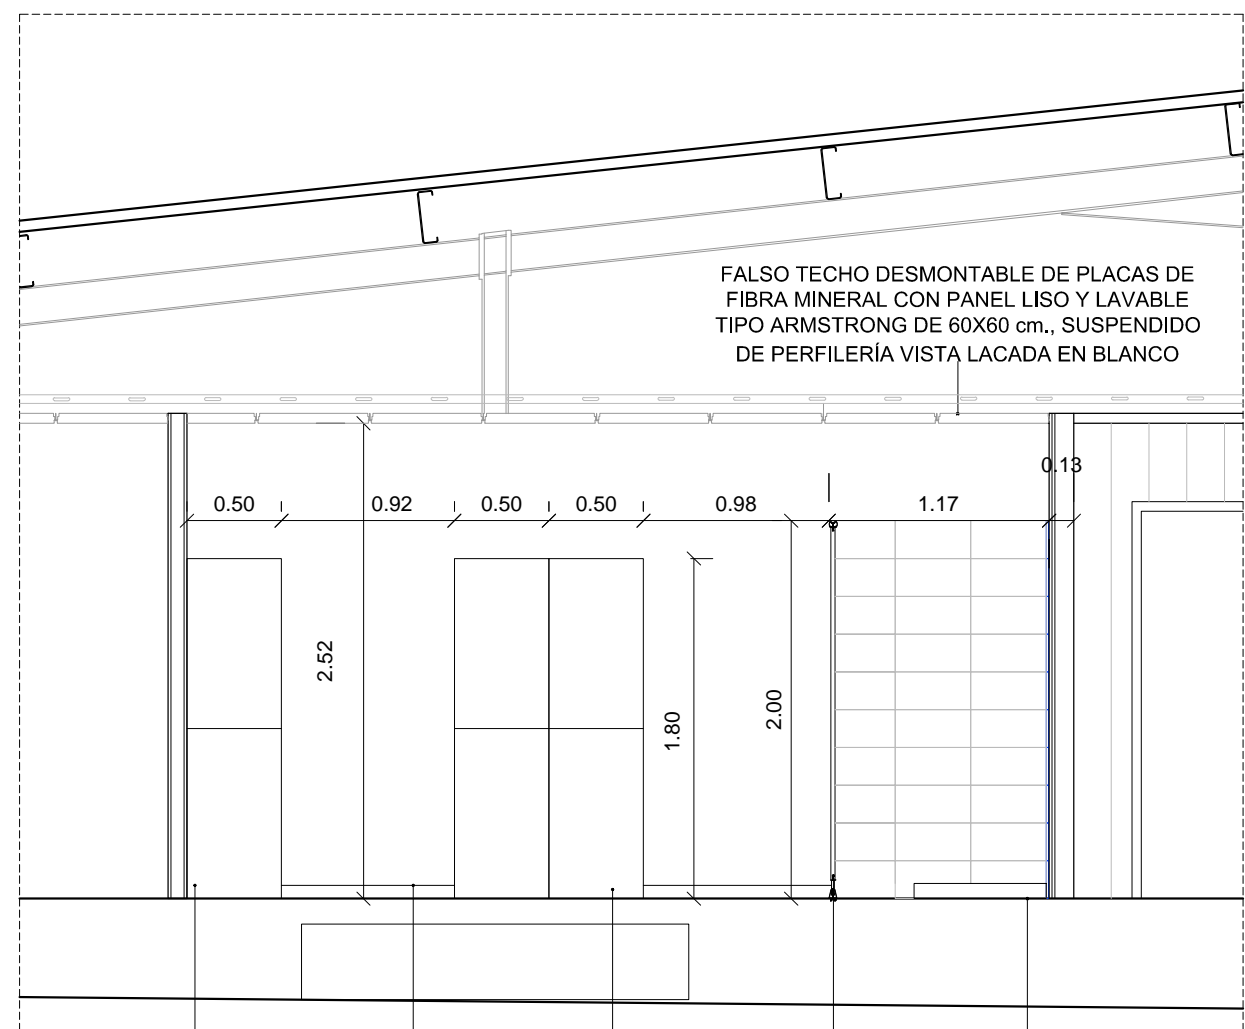 FALSO TECHO DESMONTABLE DE PLACAS DE
FIBRA MINERAL CON PANEL LISO Y LAVABLE
TIPO ARMSTRONG DE 60X60 cm., SUSPENDIDO
DE PERFILERÍA VISTA LACADA EN BLANCO
0.13
0.50
0.92
0.50
0.50
0.98
1.17
2.52
1.80
2.00